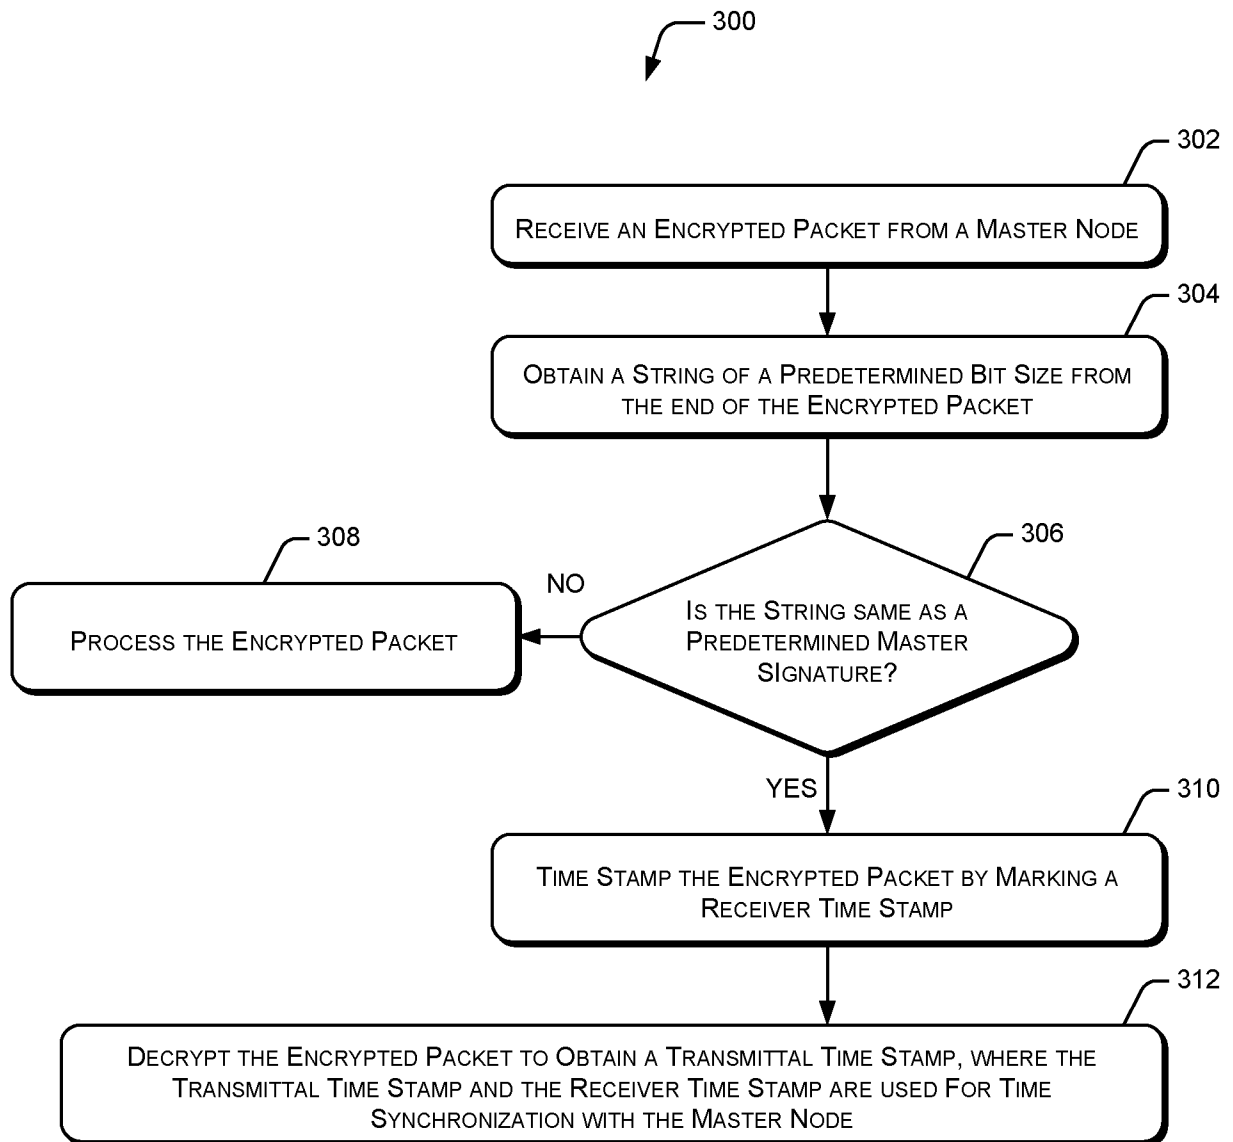 300
302
RECEIVE AN ENCRYPTED PACKET FROM A MASTER NODE
304
OBTAIN A STRING OF A PREDETERMINED BIT SIZE FROM
THE END OF THE ENCRYPTED PACKET
306
IS THE STRING SAME AS A
PREDETERMINED MASTER
SIGNATURE?
NO
308
PROCESS THE ENCRYPTED PACKET
YES
310
TIME STAMP THE ENCRYPTED PACKET BY MARKING A
RECEIVER TIME STAMP
312
DECRYPT THE ENCRYPTED PACKET TO OBTAIN A TRANSMITTAL TIME STAMP, WHERE THE
TRANSMITTAL TIME STAMP AND THE RECEIVER TIME STAMP ARE USED FOR TIME
SYNCHRONIZATION WITH THE MASTER NODE